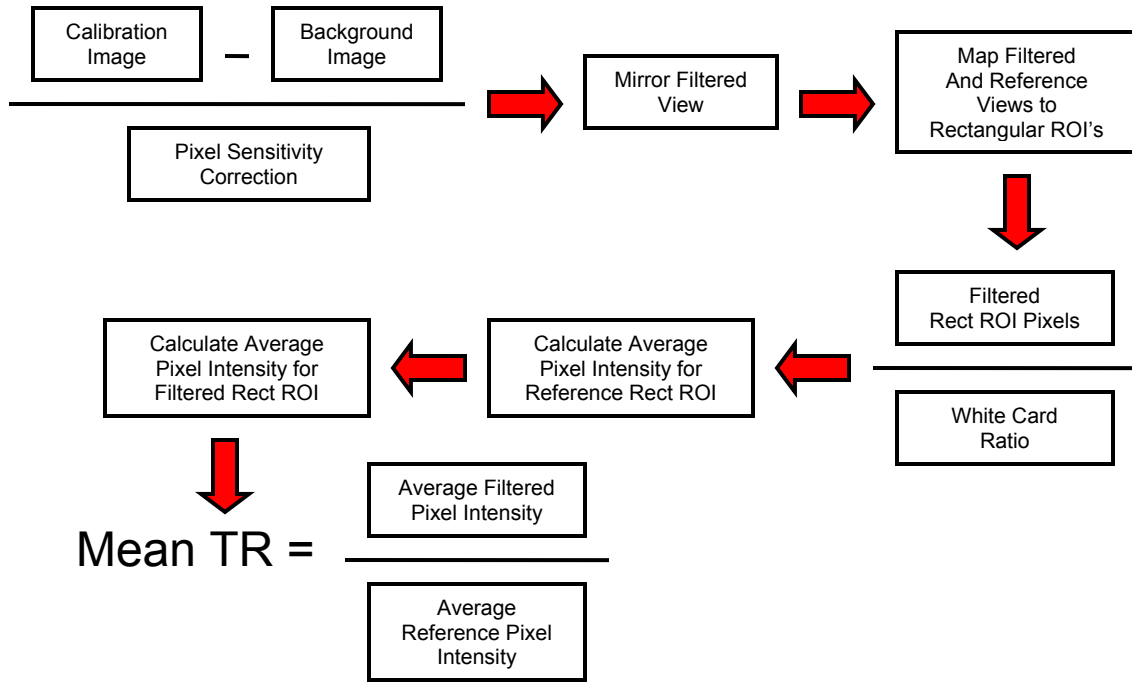 Calibration
Image
–
Background
Image
Pixel Sensitivity
Correction
Mirror Filtered
View
Map Filtered
And Reference
Views to
Rectangular ROI's
Filtered
Rect ROI Pixels
White Card
Ratio
Calculate Average
Pixel Intensity for
Reference Rect ROI
Calculate Average
Pixel Intensity for
Filtered Rect ROI
Mean TR =
Average Filtered
Pixel Intensity
Average
Reference Pixel
Intensity